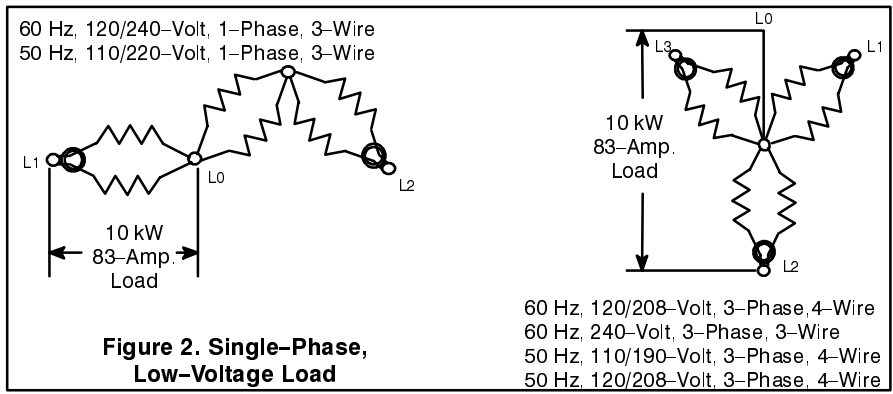 60 Hz, 120/240–Volt, 1–Phase, 3–Wire
50 Hz, 110/220–Volt, 1–Phase, 3–Wire
L1
L0
L2
10 kW
83–Amp.
Load
Figure 2. Single–Phase,
Low–Voltage Load
L0
L3
L1
10 kW
83–Amp.
Load
L2
60 Hz, 120/208–Volt, 3–Phase,4–Wire
60 Hz, 240–Volt, 3–Phase, 3–Wire
50 Hz, 110/190–Volt, 3–Phase, 4–Wire
50 Hz, 120/208–Volt, 3–Phase, 4–Wire